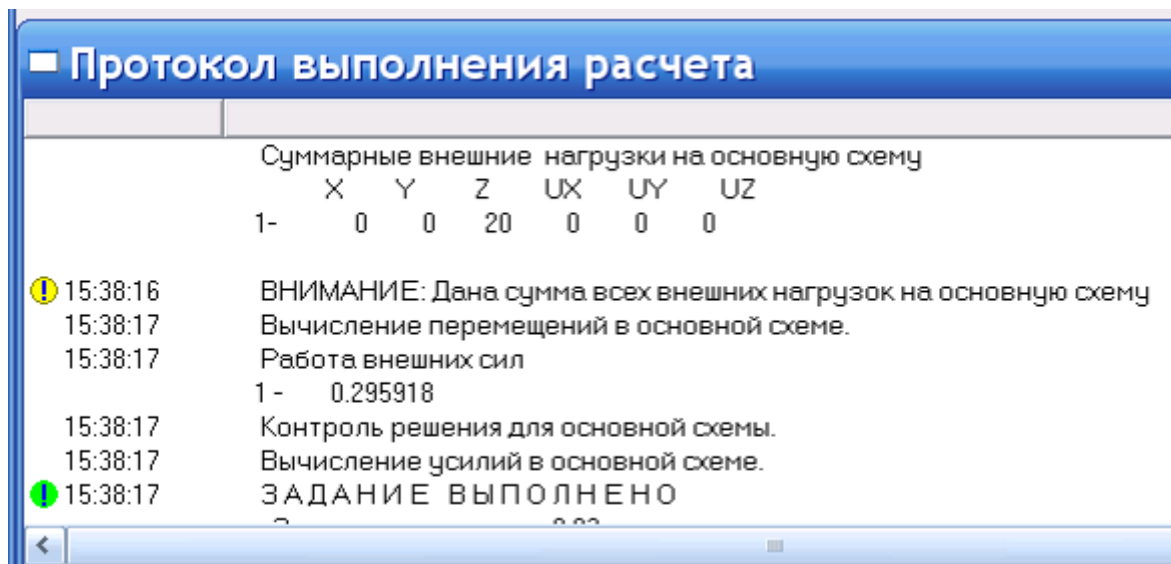 Протокол выполнения расчета
Суммарные внешние нагрузки на основную схему
X Y Z UX UY UZ
1- 0 0 20 0 0 0
15:38:16 ВНИМАНИЕ: Дана сумма всех внешних нагрузок на основную схему
15:38:17 Вычисление перемещений в основной схеме.
15:38:17 Работа внешних сил
1 - 0.295918
15:38:17 Контроль решения для основной схемы.
15:38:17 Вычисление усилий в основной схеме.
15:38:17 З А Д А Н И Е В Ы П О Л Н Е Н О